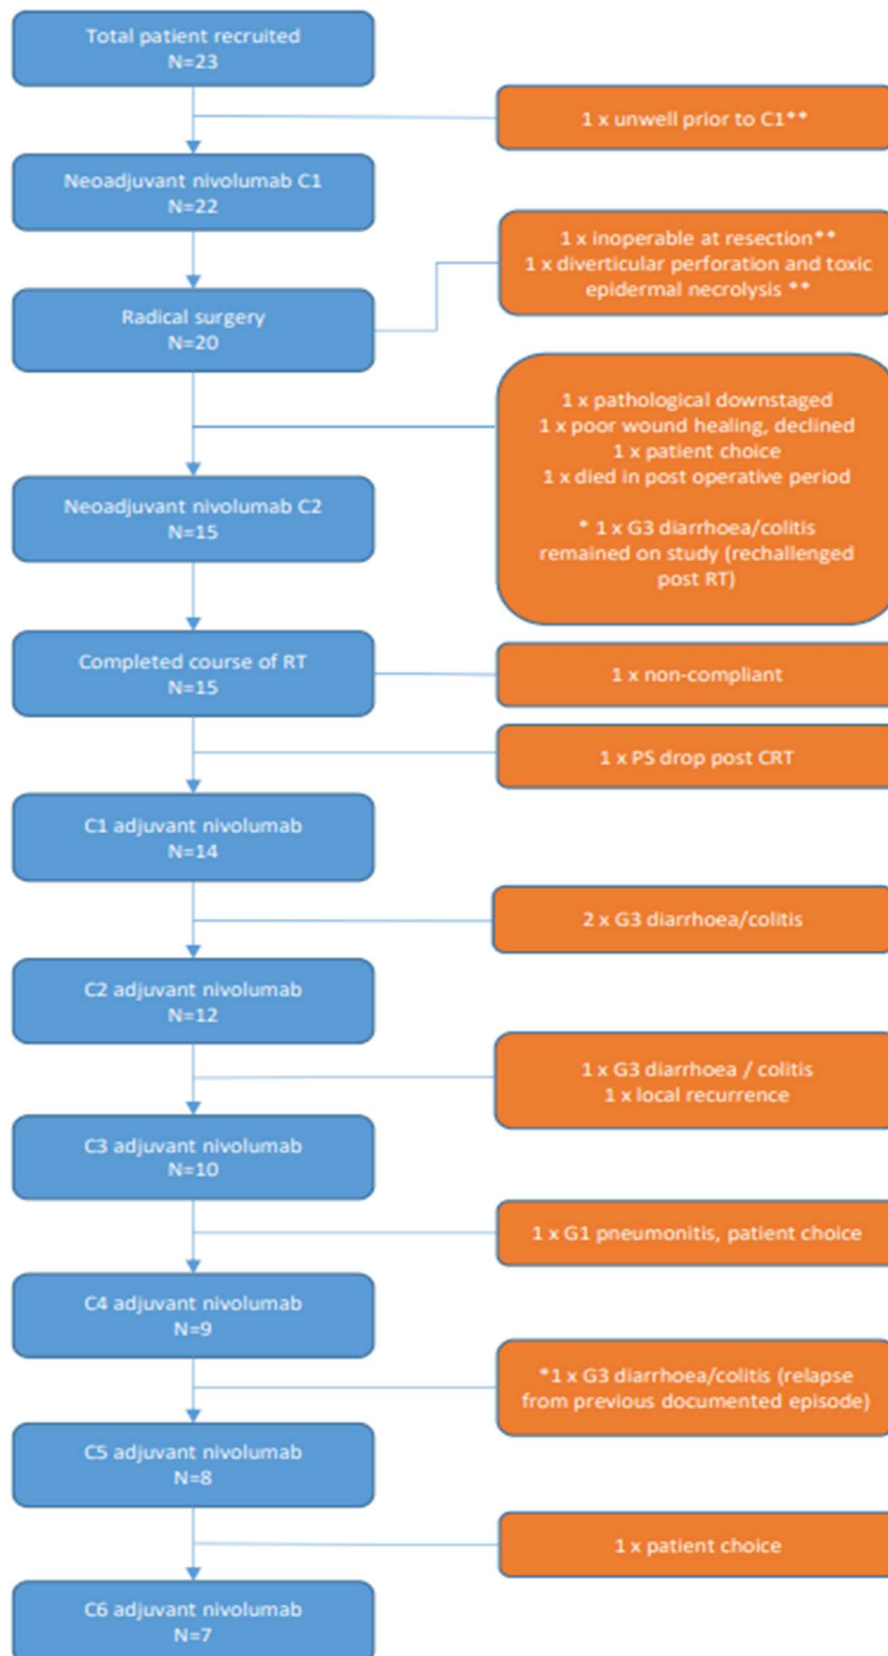 Total patient recruited
N=23
1 x unwell prior to C1**
Neoadjuvant nivolumab C1
N=22
1 x inoperable at resection**
1 x diverticular perforation and toxic
epidermal necrolysis **
Radical surgery
N=20
1 x pathological downstaged
1 x poor wound healing, declined
1 x patient choice
1 x died in post operative period
* 1 x G3 diarrhoea/colitis
remained on study (rechallenged
post RT)
Neoadjuvant nivolumab C2
N=15
Completed course of RT
N=15
1 x non-compliant
1 x PS drop post CRT
C1 adjuvant nivolumab
N=14
2 x G3 diarrhoea/colitis
C2 adjuvant nivolumab
N=12
1 x G3 diarrhoea / colitis
1 x local recurrence
C3 adjuvant nivolumab
N=10
1 x G1 pneumonitis, patient choice
C4 adjuvant nivolumab
N=9
*1 x G3 diarrhoea/colitis (relapse
from previous documented episode)
C5 adjuvant nivolumab
N=8
1 x patient choice
C6 adjuvant nivolumab
N=7